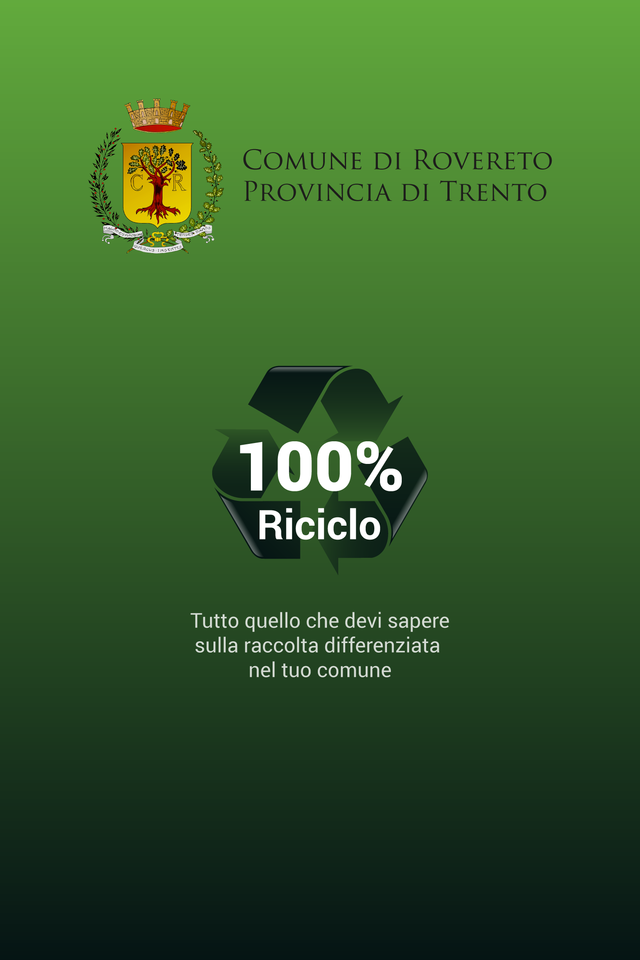 C R
COMUNE DI ROVERETO
PROVINCIA DI TRENTO
100%
Riciclo
Tutto quello che devi sapere
sulla raccolta differenziata
nel tuo comune